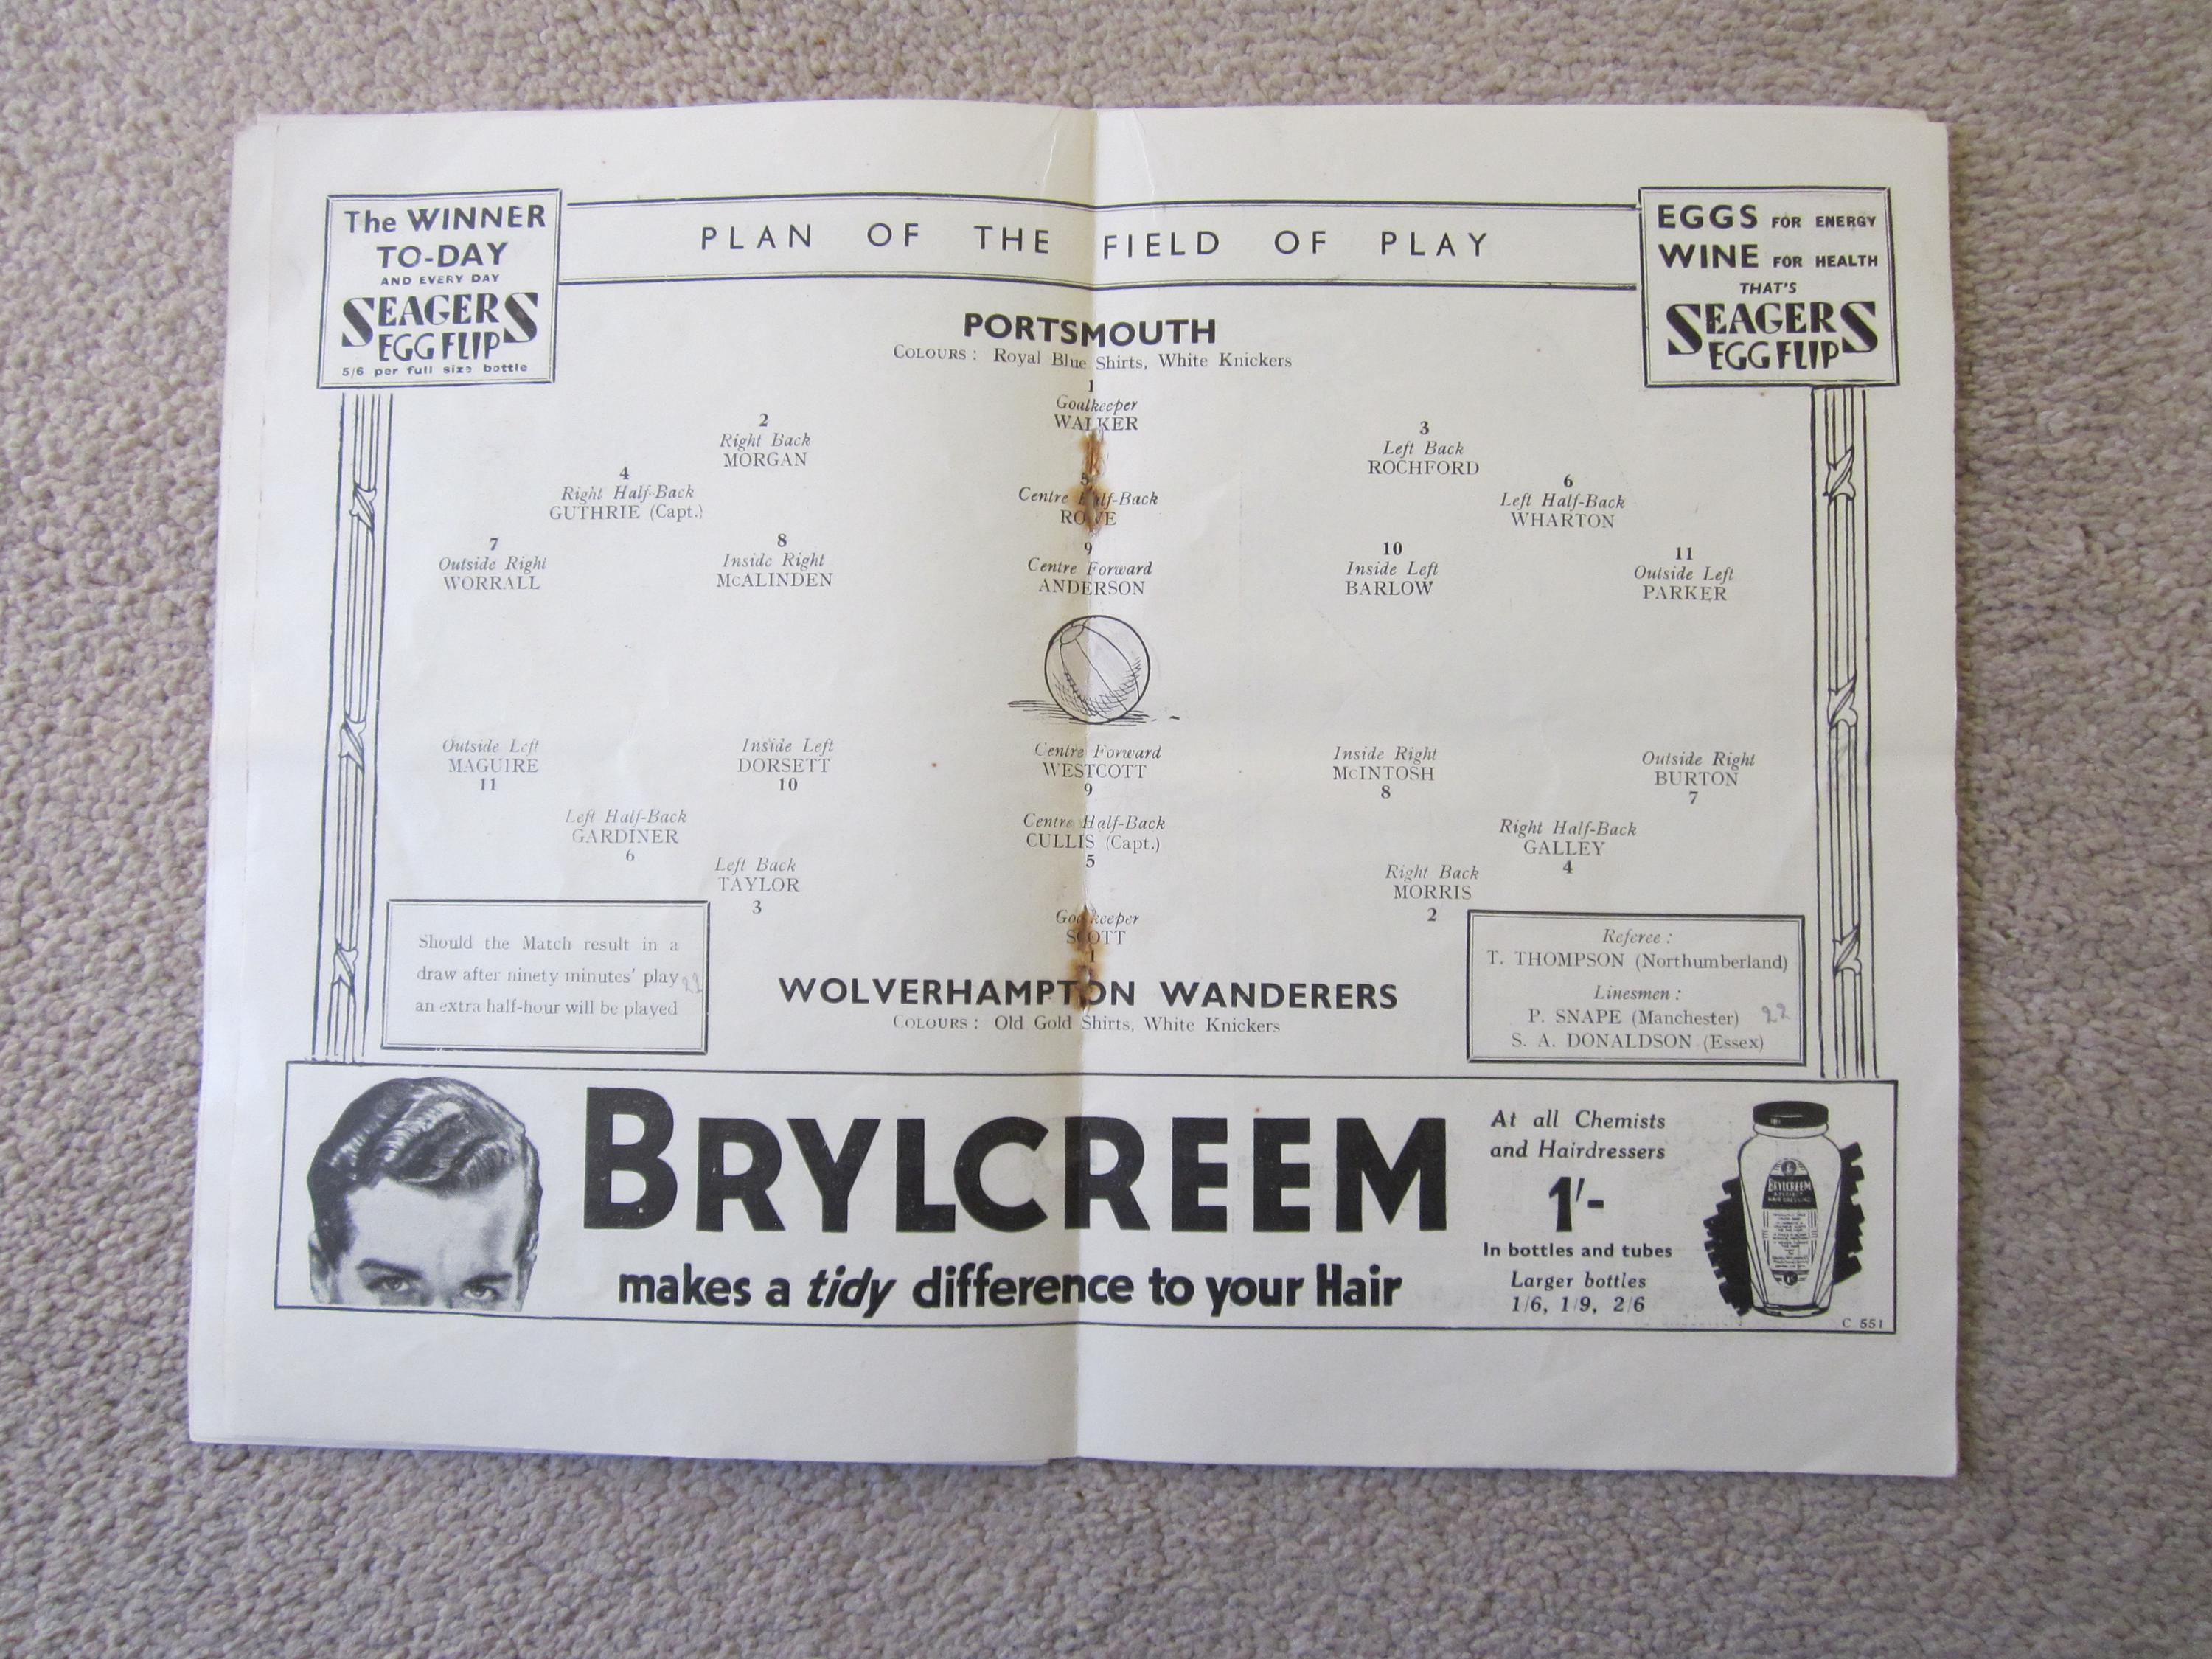 The WINNER
TO-DAY
AND EVERY DAY
SEAGERS
EGG FLIP
5/6 per full size bottle
PLAN OF THE FIELD OF PLAY
EGGS FOR ENERGY
WINE FOR HEALTH
THAT'S
SEAGERS
EGG FLIP
PORTSMOUTH
COLOURS : Royal Blue Shirts, White Knickers
1
Goalkeeper
WALKER
2
Right Back
MORGAN
3
Left Back
ROCHFORD
4
Right Half-Back
GUTHRIE (Capt.)
5
Centre Half-Back
ROWE
6
Left Half-Back
WHARTON
7
Outside Right
WORRALL
8
Inside Right
McALINDEN
9
Centre Forward
ANDERSON
10
Inside Left
BARLOW
11
Outside Left
PARKER
Outside Left
MAGUIRE
11
Inside Left
DORSETT
10
Centre Forward
WESTCOTT
9
Inside Right
McINTOSH
8
Outside Right
BURTON
7
Left Half-Back
GARDINER
6
Centre Half-Back
CULLIS (Capt.)
5
Right Half-Back
GALLEY
4
Left Back
TAYLOR
3
Right Back
MORRIS
2
Goalkeeper
SCOTT
1
WOLVERHAMPTON WANDERERS
COLOURS : Old Gold Shirts, White Knickers
Should the Match result in a
draw after ninety minutes' play
an extra half-hour will be played
Referee :
T. THOMPSON (Northumberland)
Linesmen :
P. SNAPE (Manchester) 22
S. A. DONALDSON (Essex)
BRYLCREEM
makes a tidy difference to your Hair
At all Chemists
and Hairdressers
1/-
In bottles and tubes
Larger bottles
1/6, 1/9, 2/6
BRYLCREEM
C 551